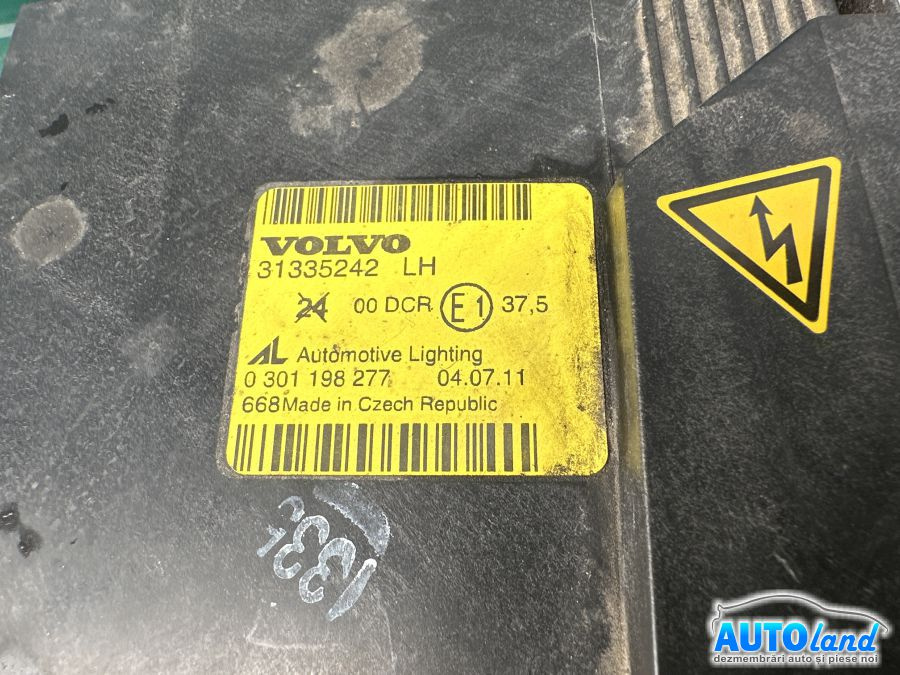 VOLVO
31335242 LH
24 00 DCR E1 37,5
AL Automotive Lighting
0 301 198 277 04.07.11
668 Made in Czech Republic
AUTOland
dezmembrări auto și piese noi